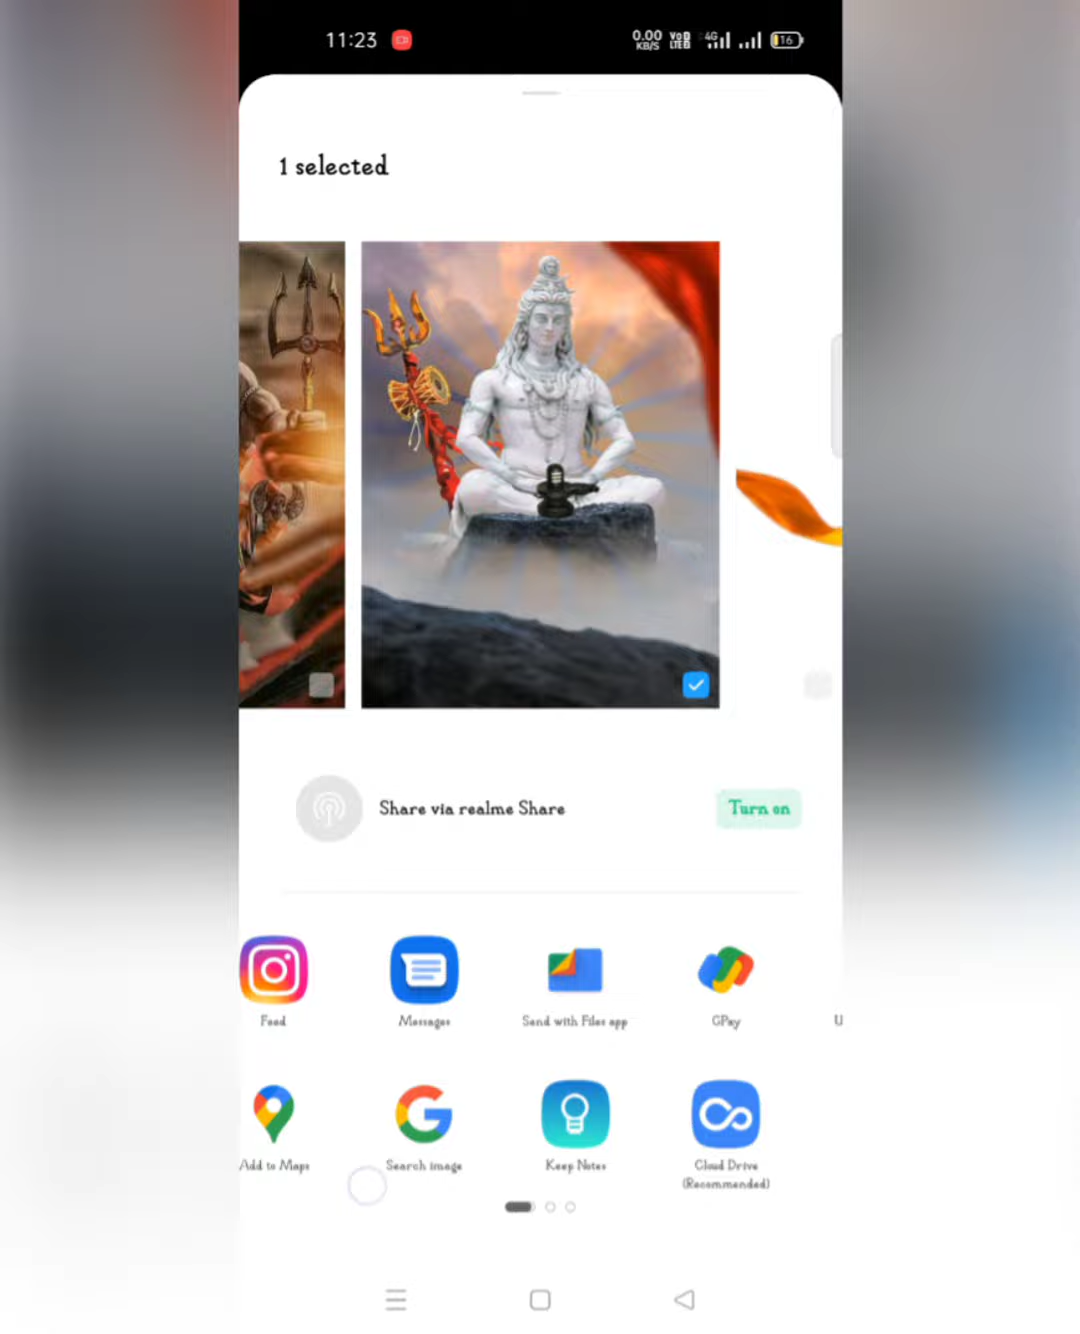 11:23
0.00 KB/S
VoD LTE
4G
16
1 selected
Share via realme Share
Turn on
Feed
Messages
Send with Files app
GPay
U
Add to Maps
Search image
Keep Notes
Cloud Drive
(Recommended)